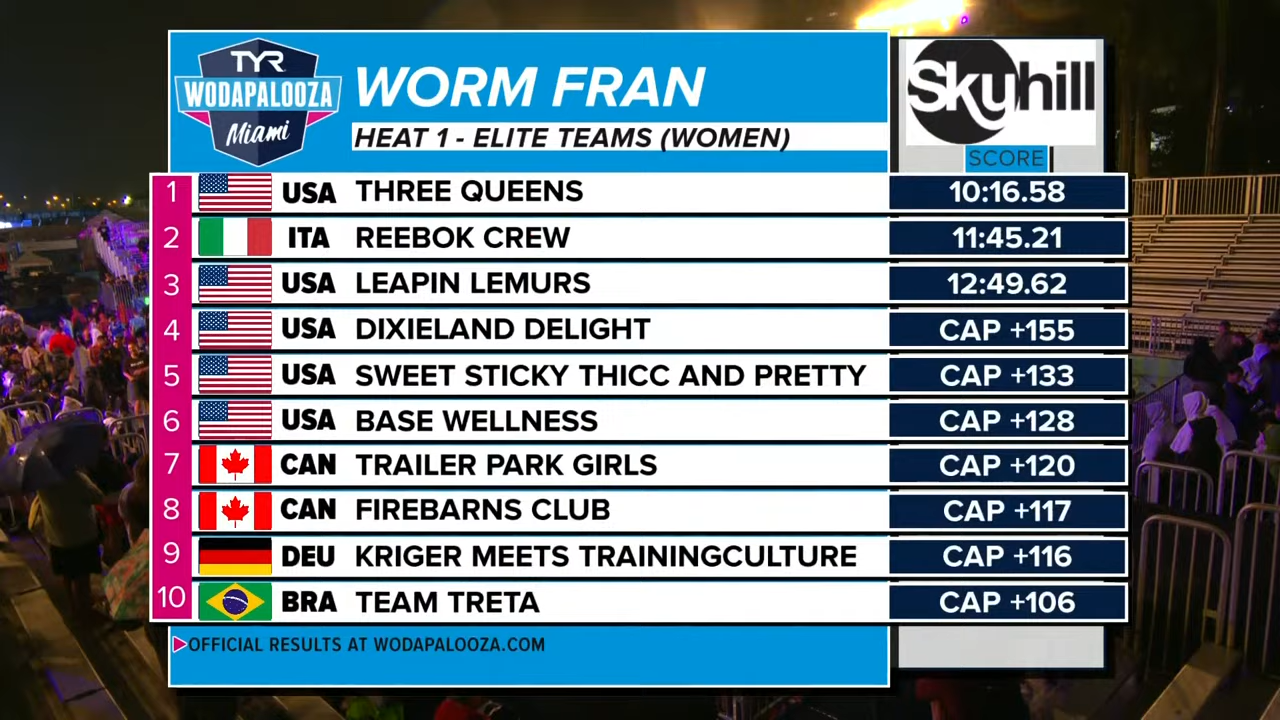 TYR
WODAPALOOZA
Miami
WORM FRAN
HEAT 1 - ELITE TEAMS (WOMEN)
Skyhill
SCORE
1 USA THREE QUEENS 10:16.58
2 ITA REEBOK CREW 11:45.21
3 USA LEAPIN LEMURS 12:49.62
4 USA DIXIELAND DELIGHT CAP +155
5 USA SWEET STICKY THICC AND PRETTY CAP +133
6 USA BASE WELLNESS CAP +128
7 CAN TRAILER PARK GIRLS CAP +120
8 CAN FIREBARNS CLUB CAP +117
9 DEU KRIGER MEETS TRAININGCULTURE CAP +116
10 BRA TEAM TRETA CAP +106
OFFICIAL RESULTS AT WODAPALOOZA.COM